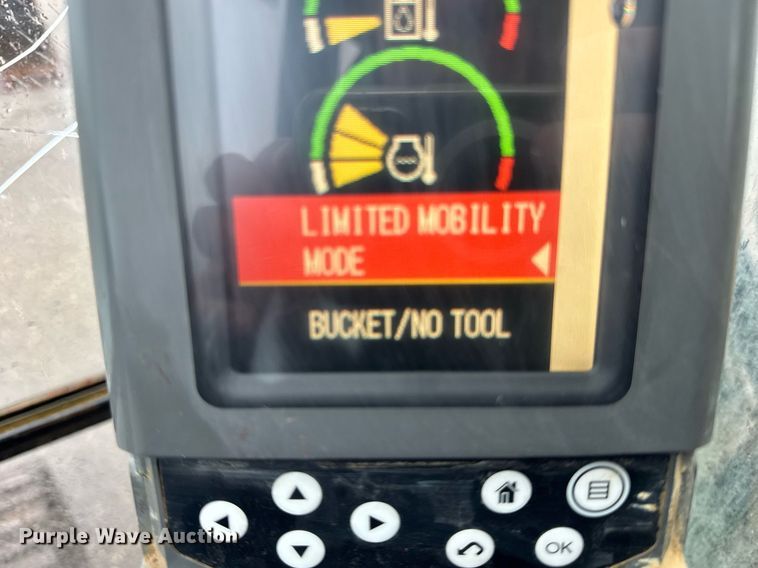 LIMITED MOBILITY
MODE
BUCKET/NO TOOL
OK
Purple Wave Auction